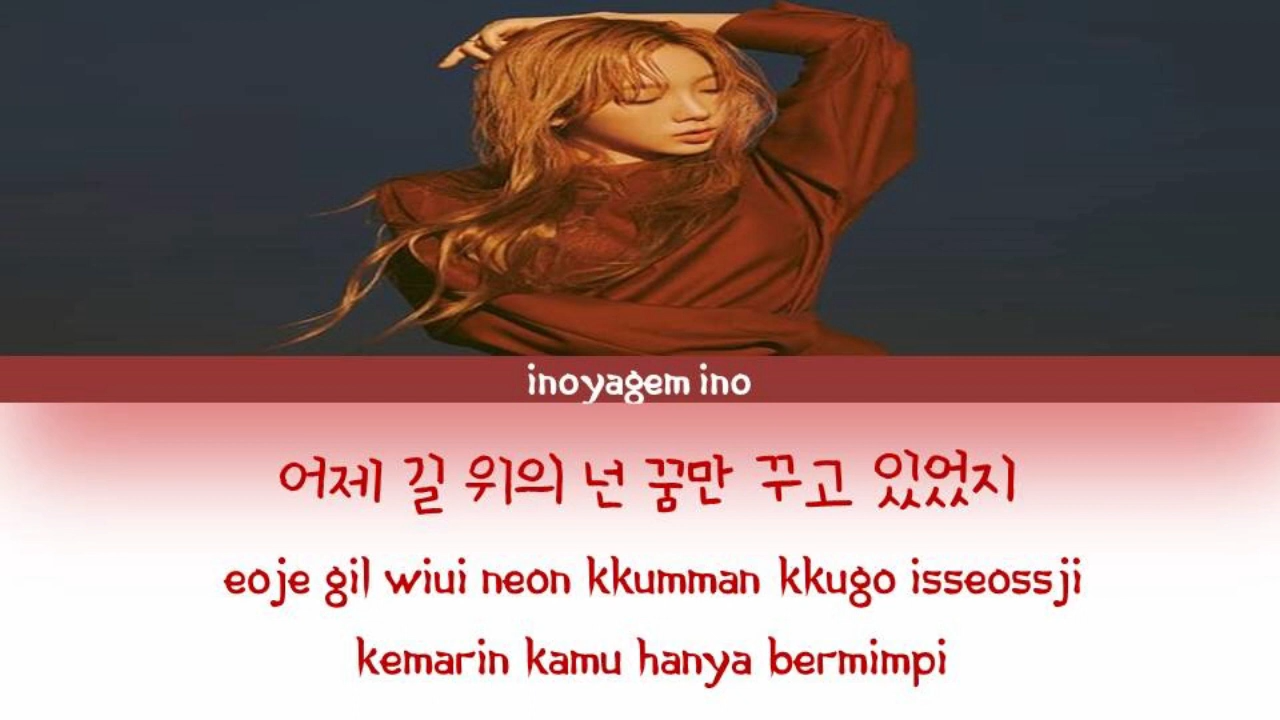 inoyagem ino
어제 길 위의 넌 꿈만 꾸고 있었지
eoje gil wiui neon kkumman kkugo isseossji
kemarin kamu hanya bermimpi